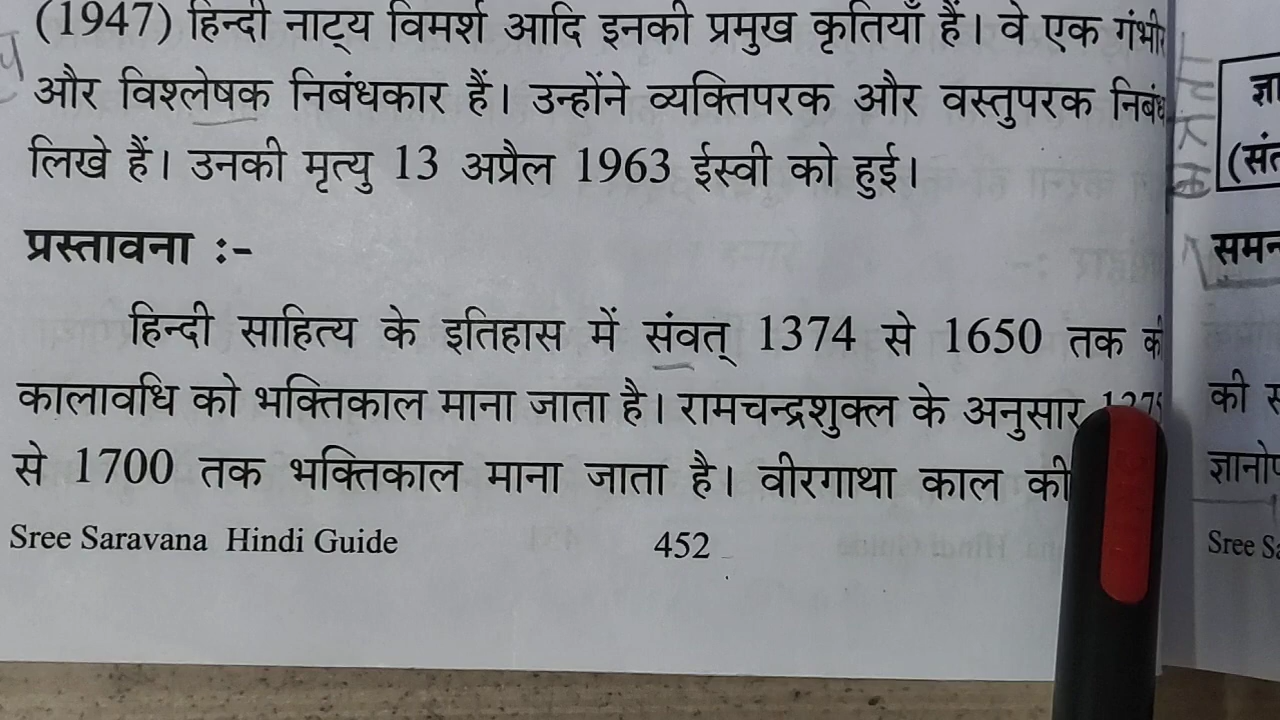 (1947) हिन्दी नाट्य विमर्श आदि इनकी प्रमुख कृतियाँ हैं। वे एक गंभीर
और विश्लेषक निबंधकार हैं। उन्होंने व्यक्तिपरक और वस्तुपरक निबंध
लिखे हैं। उनकी मृत्यु 13 अप्रैल 1963 ईस्वी को हुई।
प्रस्तावना :-
हिन्दी साहित्य के इतिहास में संवत् 1374 से 1650 तक की
कालावधि को भक्तिकाल माना जाता है। रामचन्द्रशुक्ल के अनुसार
से 1700 तक भक्तिकाल माना जाता है। वीरगाथा काल की
Sree Saravana Hindi Guide 452
की